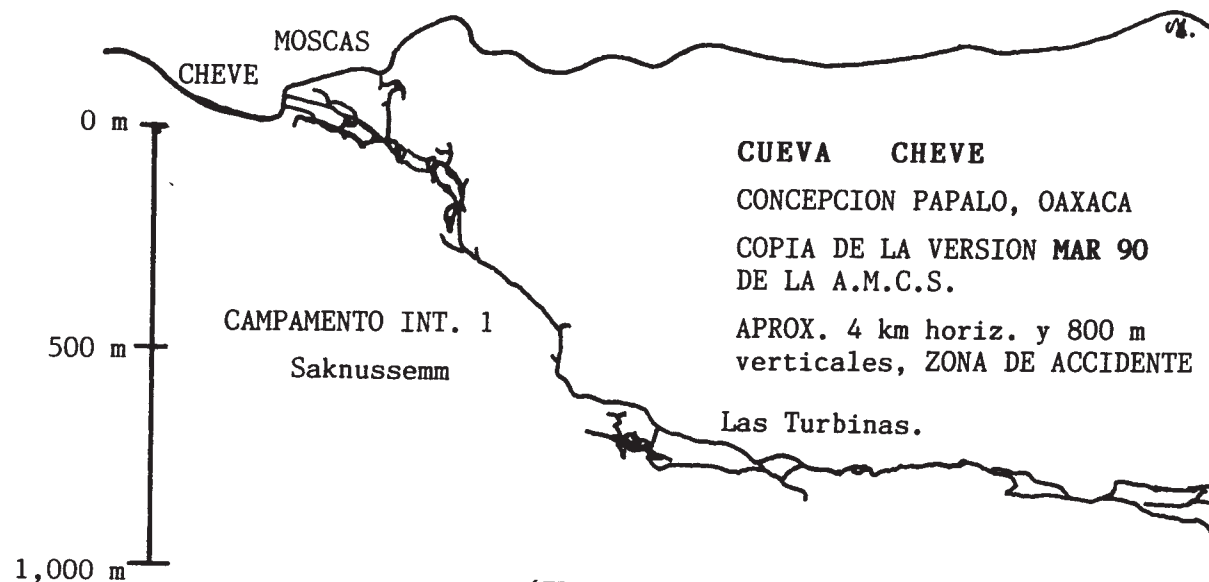 MOSCAS
CHEVE
0 m
500 m
1,000 m
CAMPAMENTO INT. 1
Saknussemm
CUEVA CHEVE
CONCEPCION PAPALO, OAXACA
COPIA DE LA VERSION MAR 90
DE LA A.M.C.S.
APROX. 4 km horiz. y 800 m
verticales, ZONA DE ACCIDENTE
Las Turbinas.